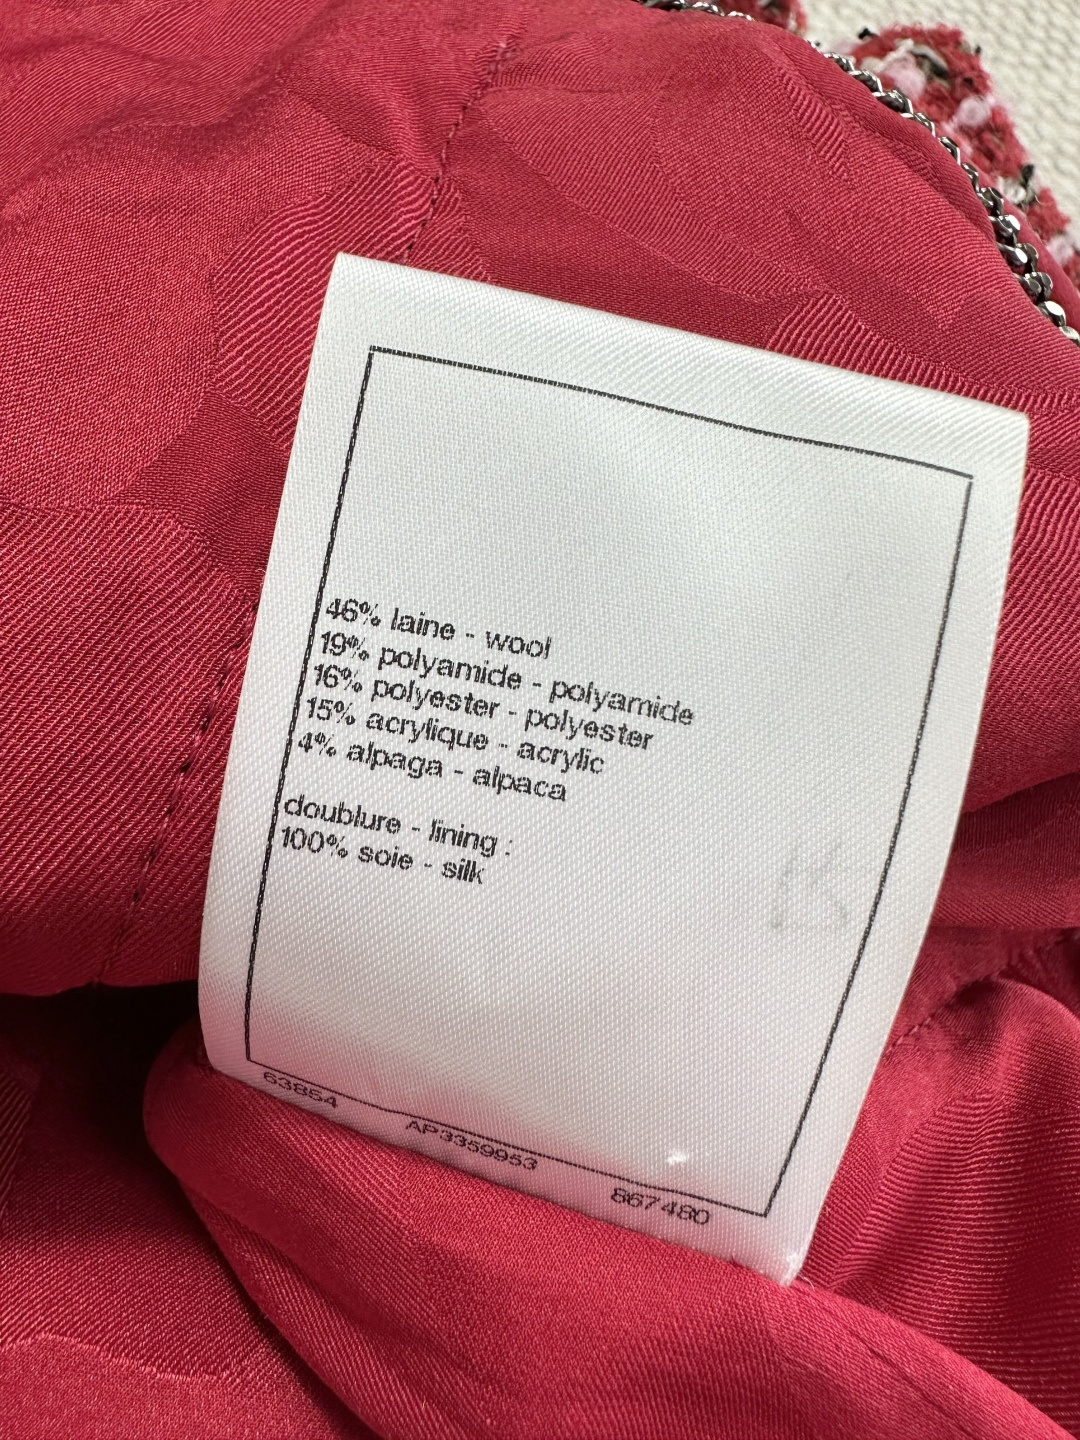 46% laine - wool
19% polyamide - polyamide
16% polyester - polyester
15% acrylique - acrylic
4% alpaga - alpaca
doublure - lining :
100% soie - silk
63854
AP3359953
867480